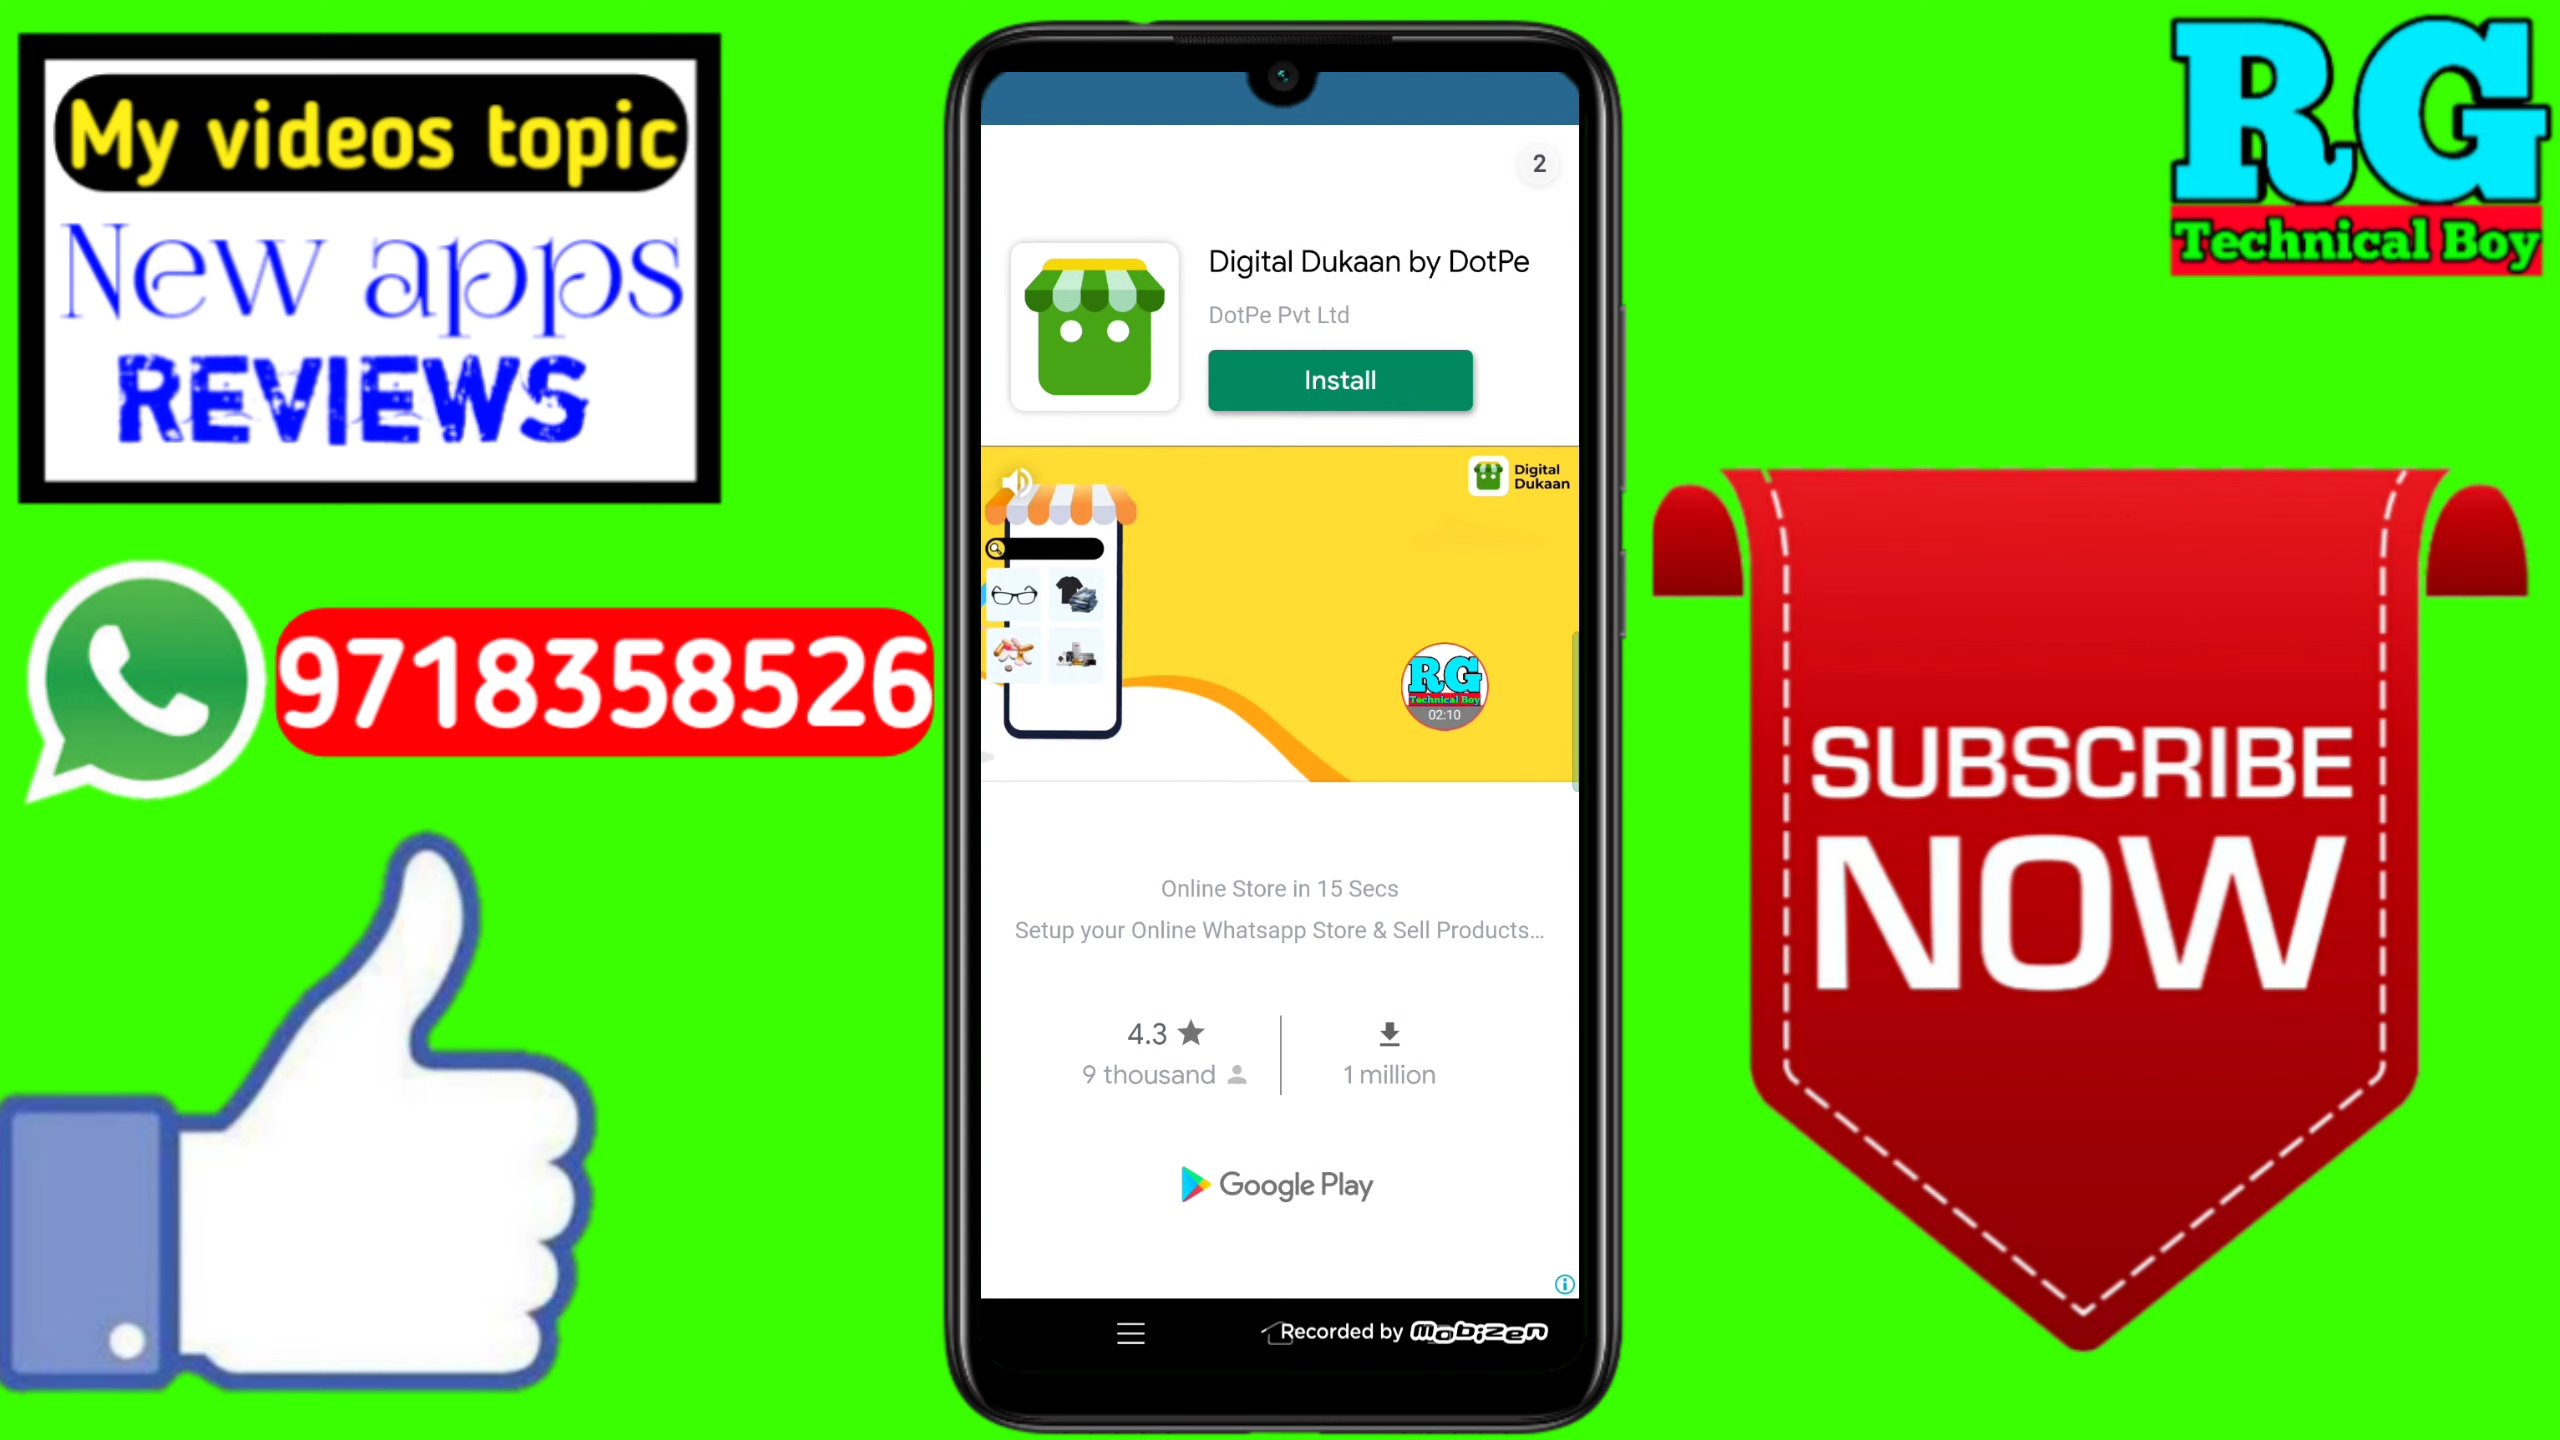 My videos topic
New apps
REVIEWS
9718358526
2
Digital Dukaan by DotPe
DotPe Pvt Ltd
Install
Digital
Dukaan
RG
Technical Boy
02:10
Online Store in 15 Secs
Setup your Online Whatsapp Store & Sell Products...
4.3
9 thousand
1 million
Google Play
Recorded by Mobizen
RG
Technical Boy
SUBSCRIBE
NOW